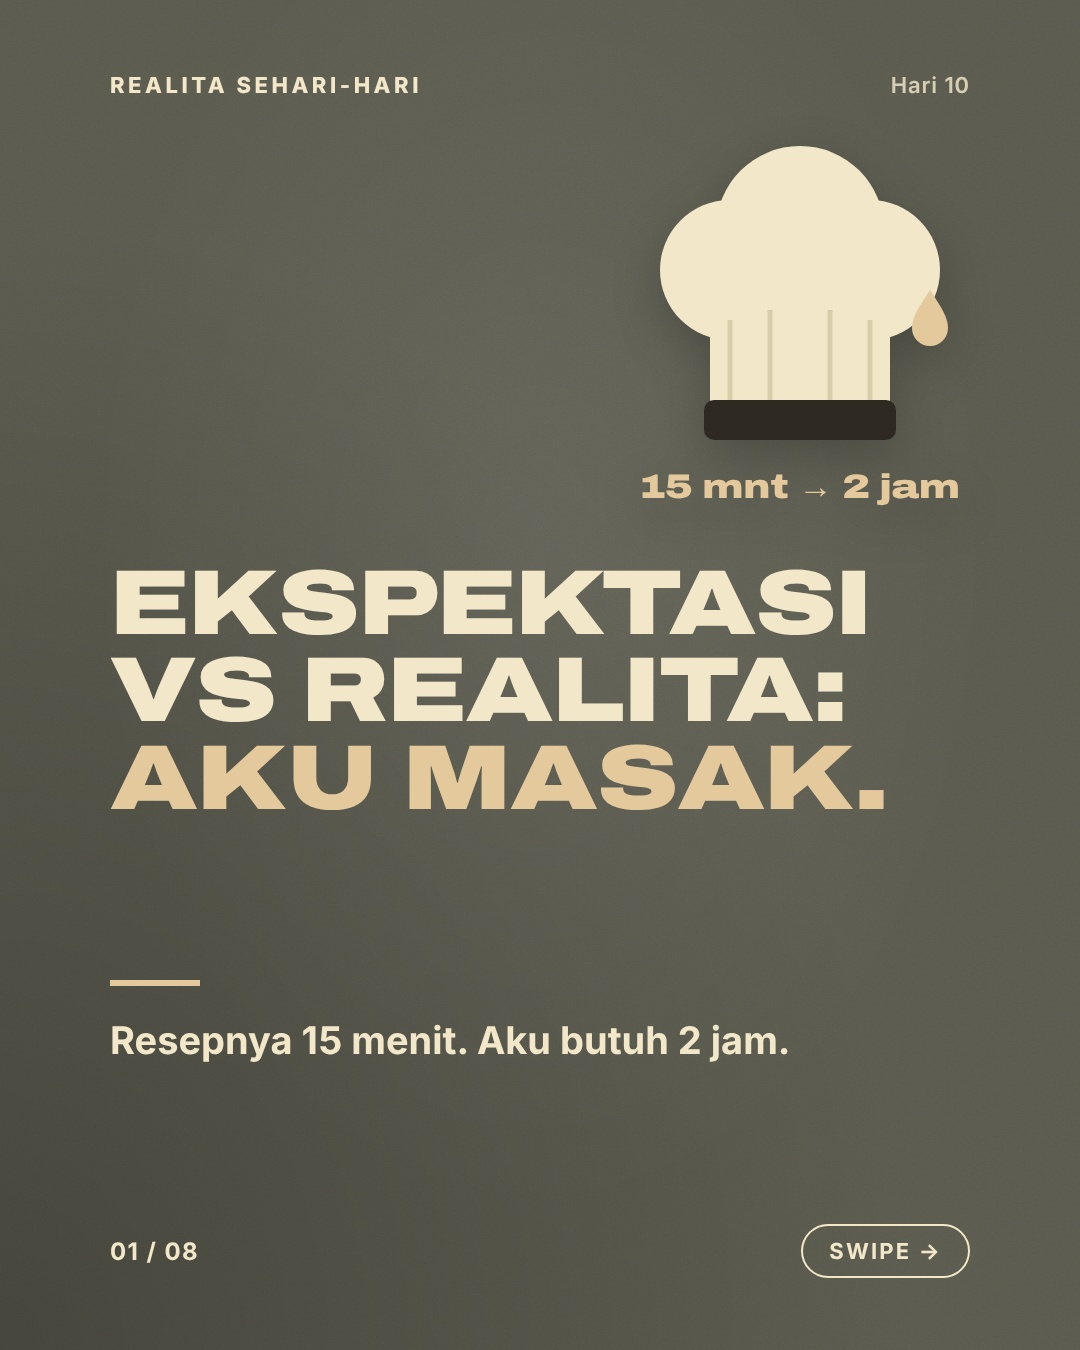 REALITA SEHARI-HARI
Hari 10
15 mnt → 2 jam
EKSPEKTASI
VS REALITA:
AKU MASAK.
Resepnya 15 menit. Aku butuh 2 jam.
01 / 08
SWIPE →